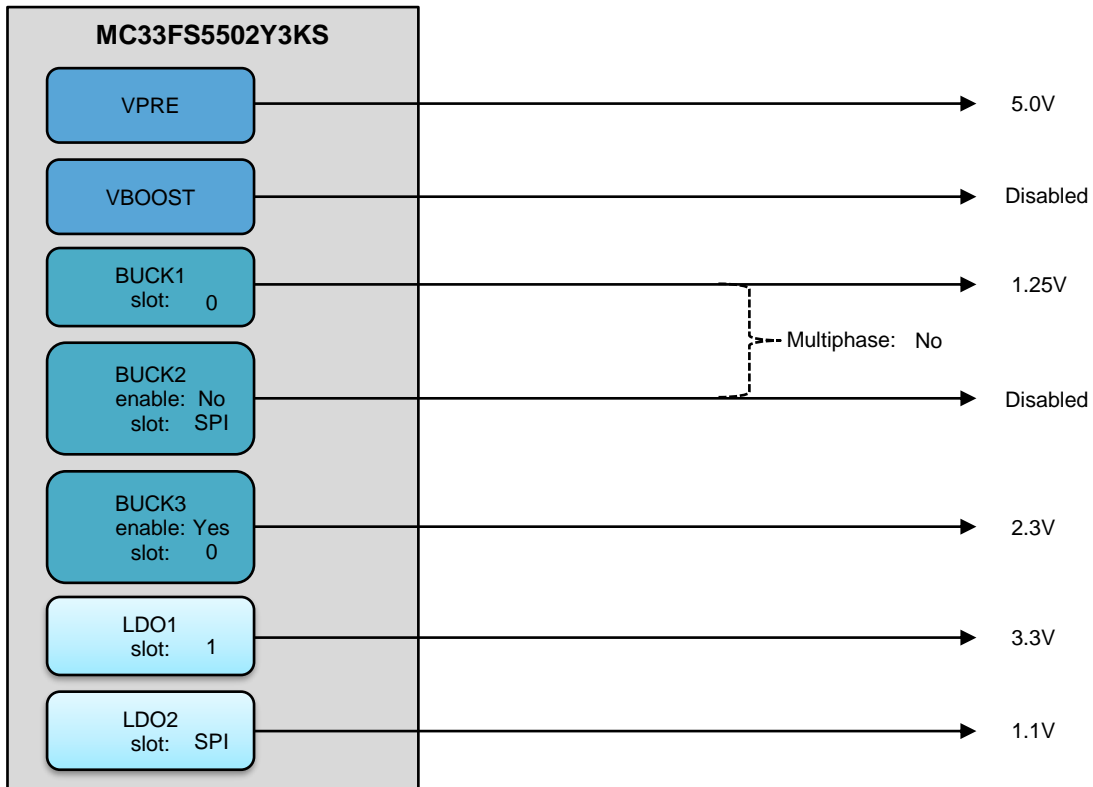 MC33FS5502Y3KS
VPRE
5.0V
VBOOST
Disabled
BUCK1
slot: 0
1.25V
Multiphase: No
BUCK2
enable: No
slot: SPI
Disabled
BUCK3
enable: Yes
slot: 0
2.3V
LDO1
slot: 1
3.3V
LDO2
slot: SPI
1.1V